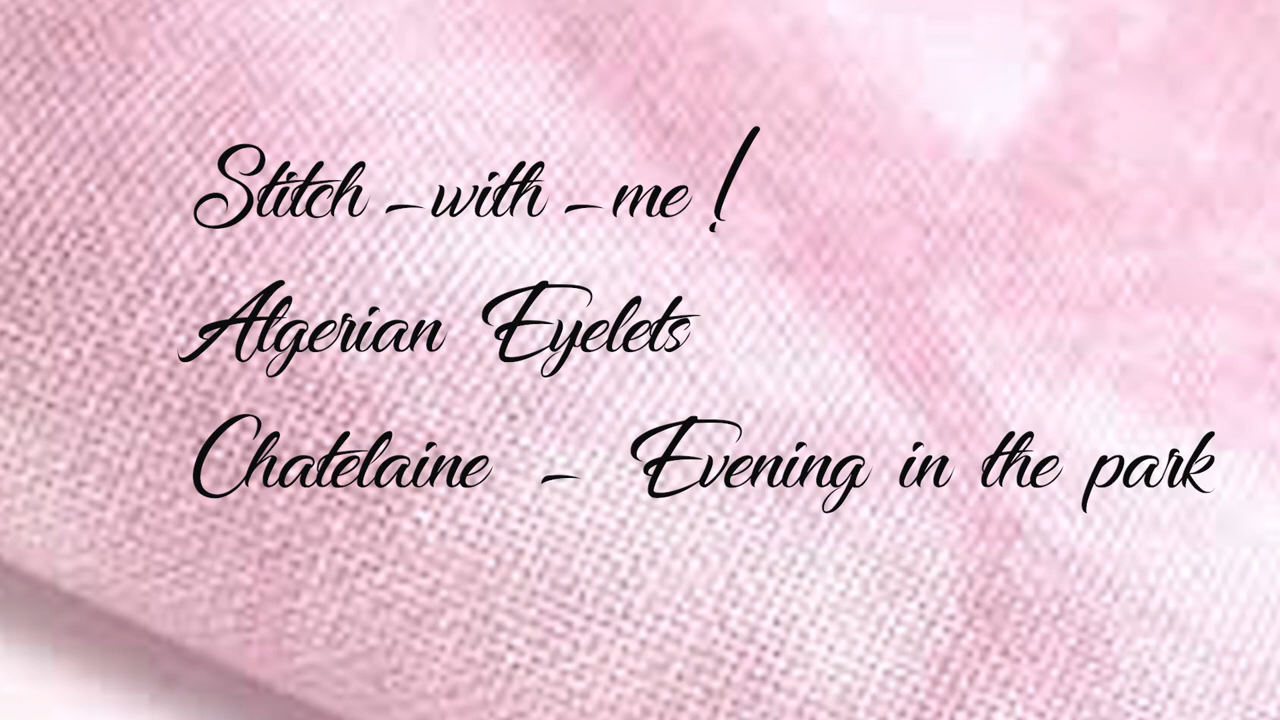 Stitch - with - me !
Algerian Eyelets
Chatelaine - Evening in the park